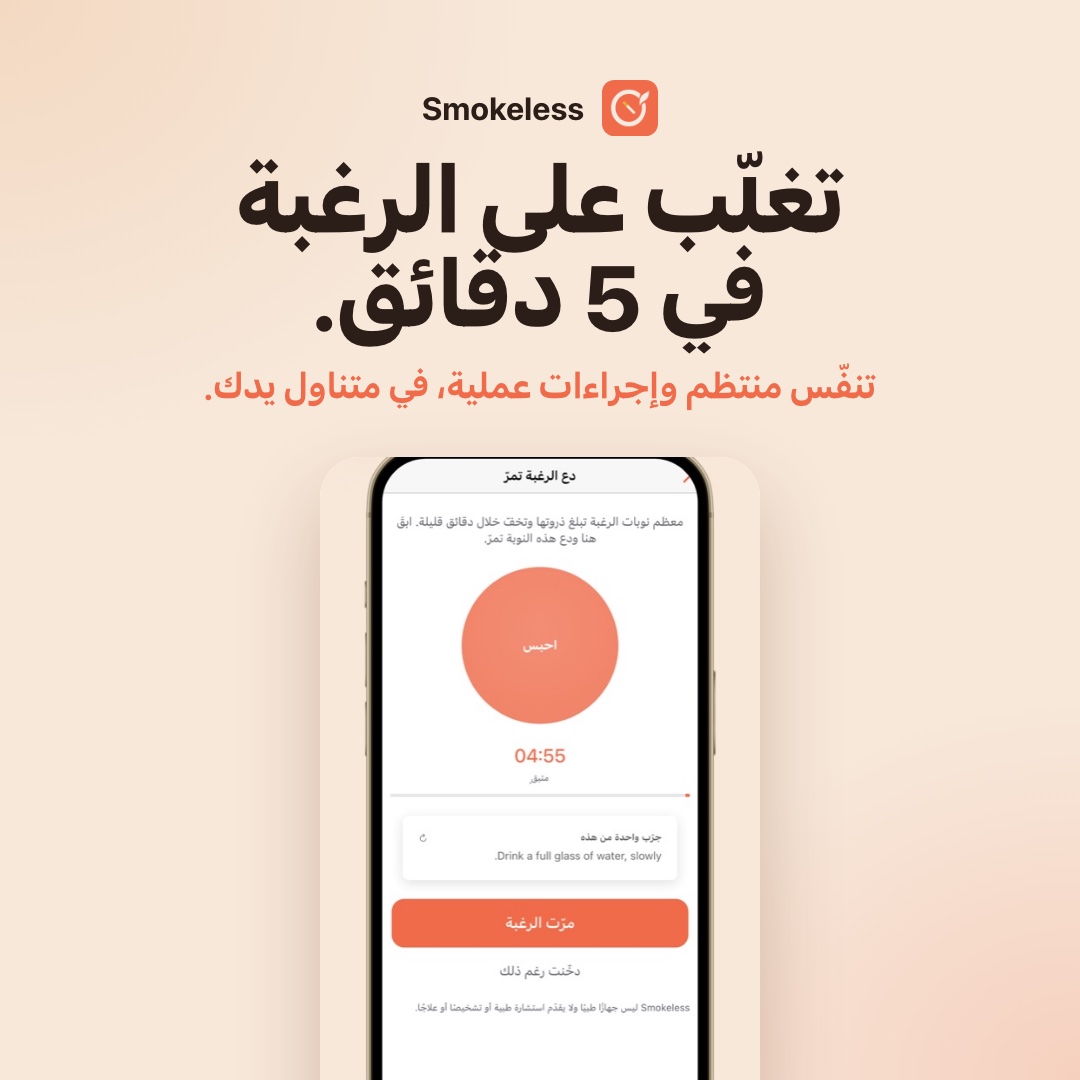 Smokeless
تغلّب على الرغبة
في 5 دقائق.
تنفّس منتظم وإجراءات عملية، في متناول يدك.
دع الرغبة تمرّ
معظم نوبات الرغبة تبلغ ذروتها وتخفّ خلال دقائق قليلة. ابقَ
هنا ودع هذه النوبة تمرّ.
احبس
04:55
متبقٍ
جرّب واحدة من هذه
Drink a full glass of water, slowly.
مرّت الرغبة
دخّنت رغم ذلك
Smokeless ليس جهازًا طبيًا ولا يقدّم استشارة طبية أو تشخيصًا أو علاجًا.